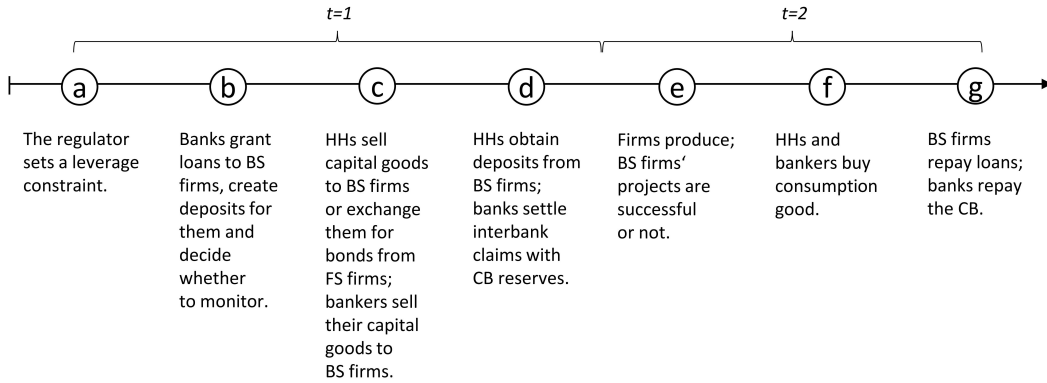 t=1
t=2
a
b
c
d
e
f
g
The regulator
sets a leverage
constraint.
Banks grant
loans to BS
firms, create
deposits for
them and
decide
whether
to monitor.
HHs sell
capital goods
to BS firms
or exchange
them for
bonds from
FS firms;
bankers sell
their capital
goods to
BS firms.
HHs obtain
deposits from
BS firms;
banks settle
interbank
claims with
CB reserves.
Firms produce;
BS firms‘
projects are
successful
or not.
HHs and
bankers buy
consumption
good.
BS firms
repay loans;
banks repay
the CB.